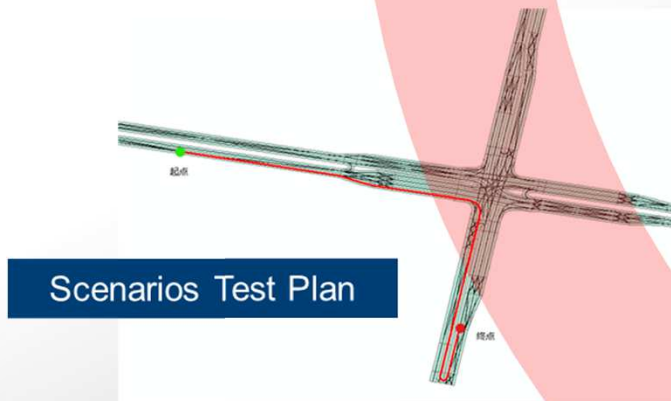 起点
Scenarios Test Plan
终点